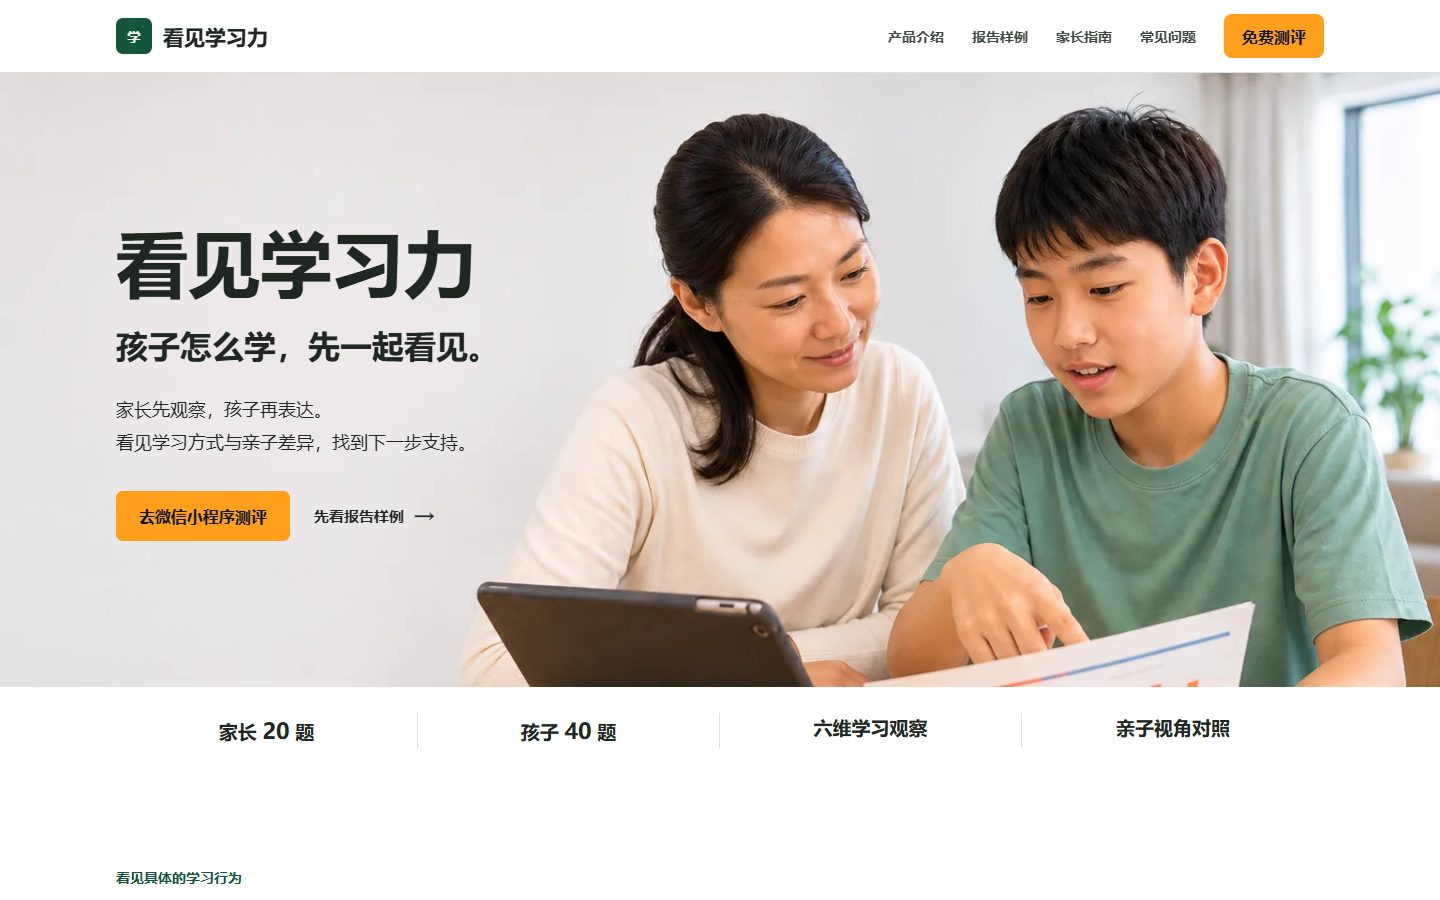 学 看见学习力
产品介绍 报告样例 家长指南 常见问题 免费测评
看见学习力
孩子怎么学，先一起看见。
家长先观察，孩子再表达。
看见学习方式与亲子差异，找到下一步支持。
去微信小程序测评 先看报告样例 →
家长 20 题 孩子 40 题 六维学习观察 亲子视角对照
看见具体的学习行为